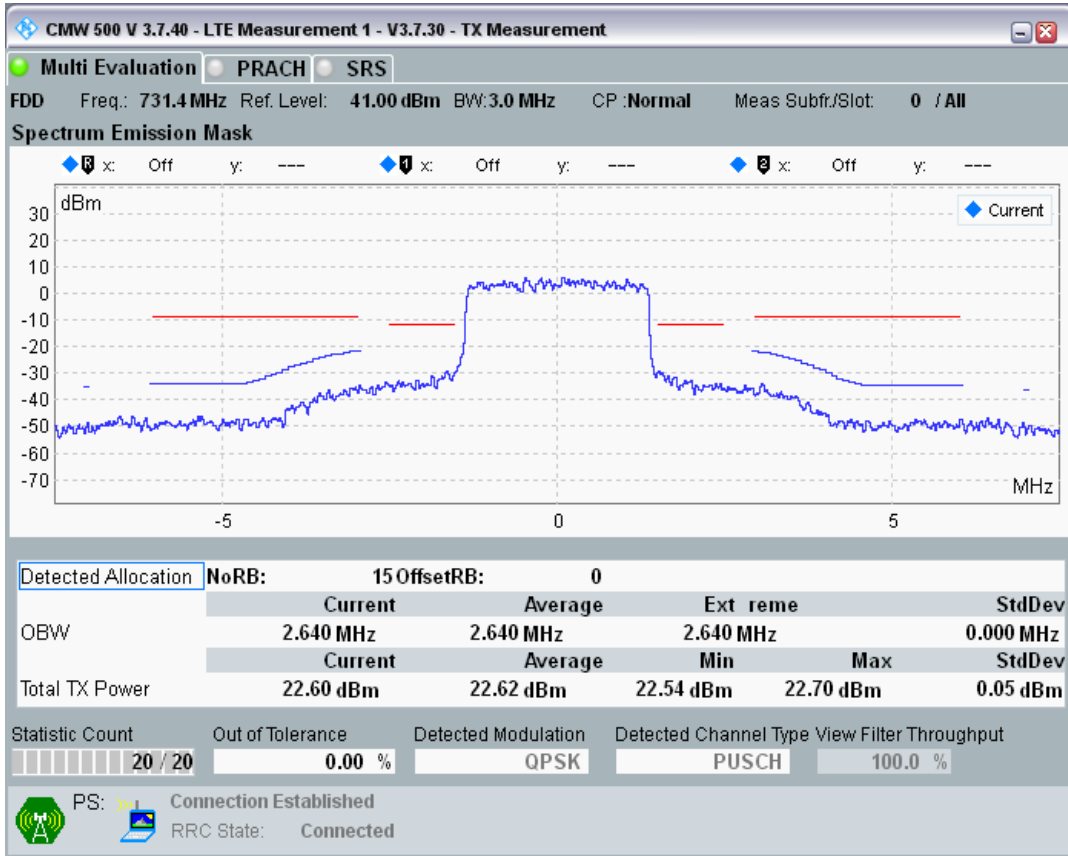 CMW 500 V 3.7.40 - LTE Measurement 1 - V3.7.30 - TX Measurement
Multi Evaluation PRACH SRS
FDD Freq.: 731.4 MHz Ref. Level: 41.00 dBm BW: 3.0 MHz CP : Normal Meas Subfr./Slot: 0 / All
Spectrum Emission Mask
R x: Off y: --- 1 x: Off y: --- 2 x: Off y: ---
dBm
Current
30
20
10
0
-10
-20
-30
-40
-50
-60
-70
MHz
-5 0 5
Detected Allocation NoRB: 15 OffsetRB: 0
Current Average Ext reme StdDev
OBW 2.640 MHz 2.640 MHz 2.640 MHz 0.000 MHz
Current Average Min Max StdDev
Total TX Power 22.60 dBm 22.62 dBm 22.54 dBm 22.70 dBm 0.05 dBm
Statistic Count Out of Tolerance Detected Modulation Detected Channel Type View Filter Throughput
20 / 20 0.00 % QPSK PUSCH 100.0 %
PS: Connection Established
RRC State: Connected